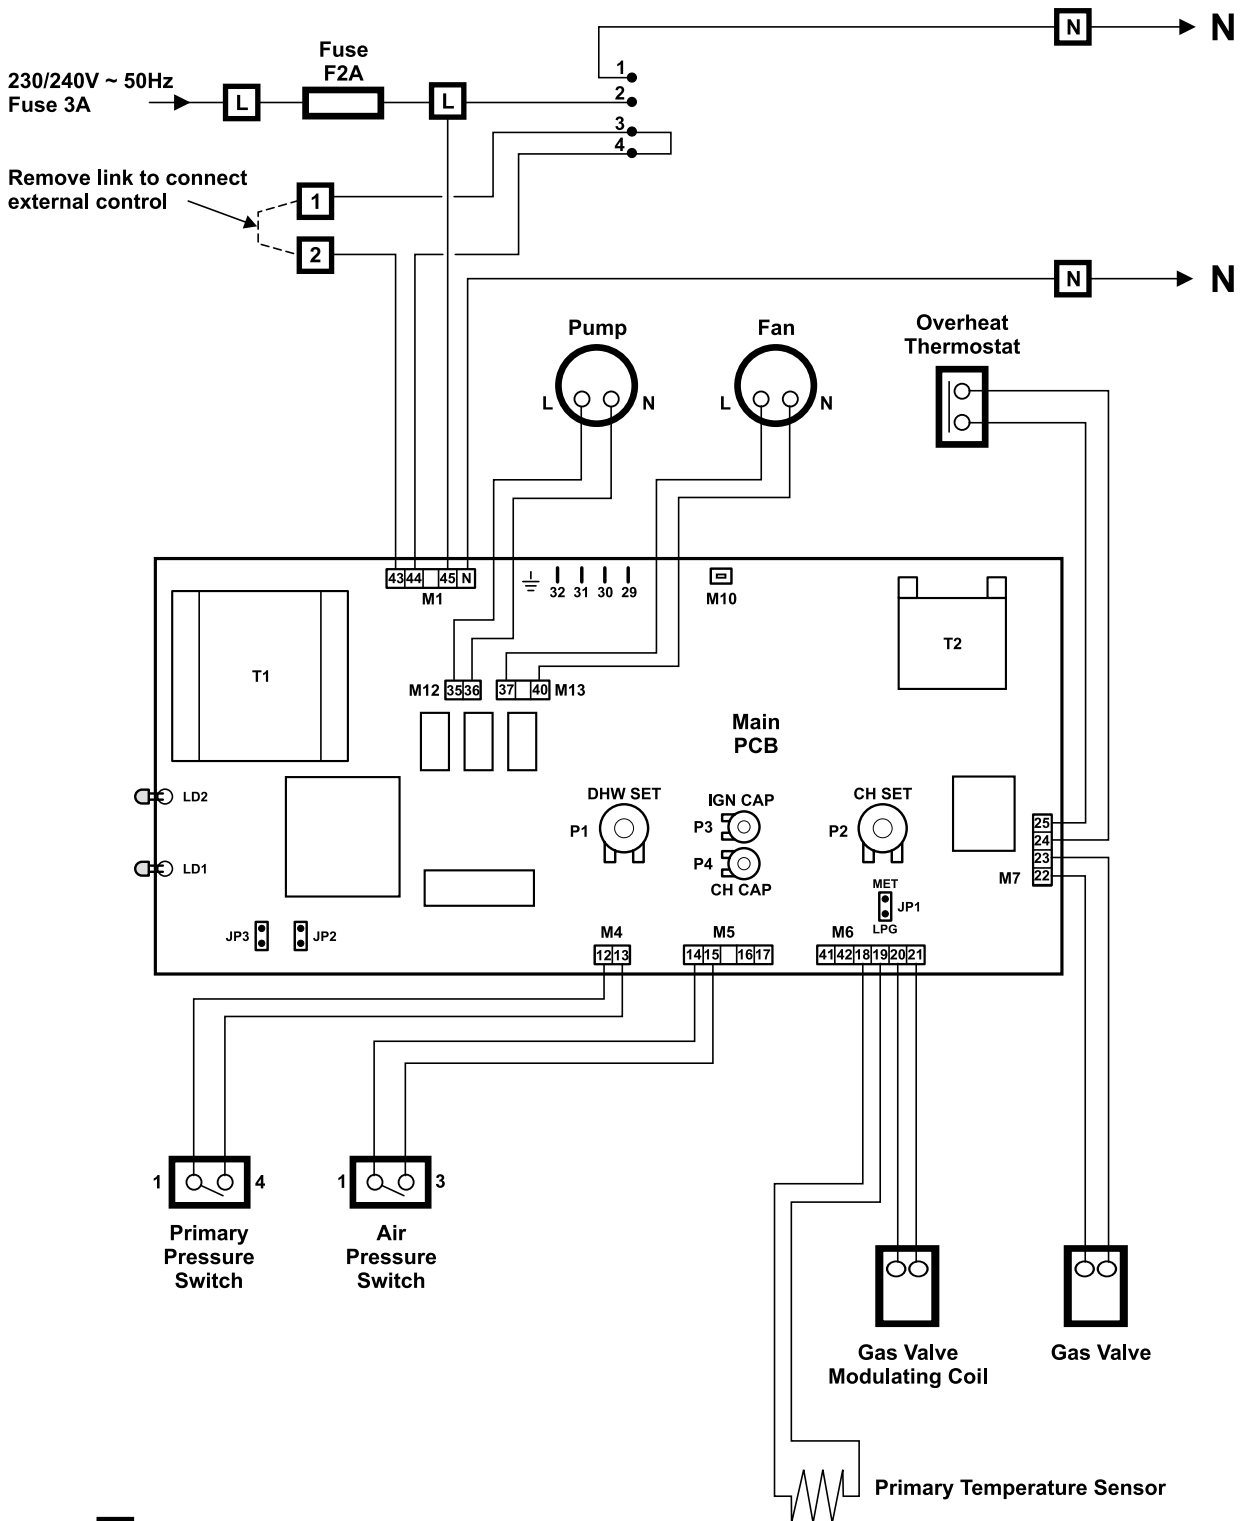 N
N
Fuse
F2A
230/240V ~ 50Hz
Fuse 3A
L
L
1
2
3
4
Remove link to connect
external control
1
2
N
N
Pump
L
N
Fan
L
N
Overheat
Thermostat
43 44 45 N
M1
32 31 30 29
M10
T1
T2
M12 35 36
37 40 M13
Main
PCB
LD2
LD1
DHW SET
P1
IGN CAP
P3
P4
CH CAP
CH SET
P2
25
24
23
22
M7
MET
JP1
LPG
JP3
JP2
M4
12 13
M5
14 15 16 17
M6
41 42 18 19 20 21
1
4
Primary
Pressure
Switch
1
3
Air
Pressure
Switch
Gas Valve
Modulating Coil
Gas Valve
Primary Temperature Sensor